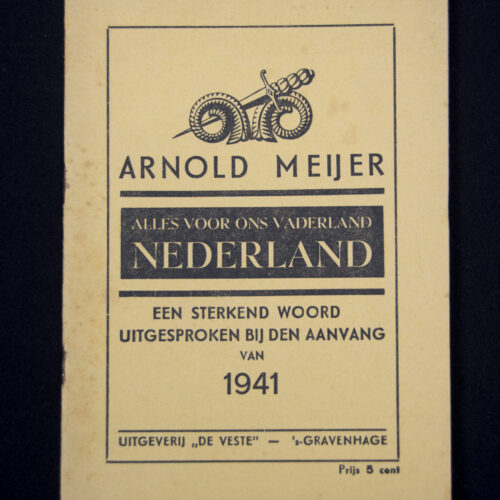 ARNOLD MEIJER
ALLES VOOR ONS VADERLAND
NEDERLAND
EEN STERKEND WOORD
UITGESPROKEN BIJ DEN AANVANG
VAN
1941
UITGEVERIJ „DE VESTE" — 's-GRAVENHAGE
Prijs 5 cent